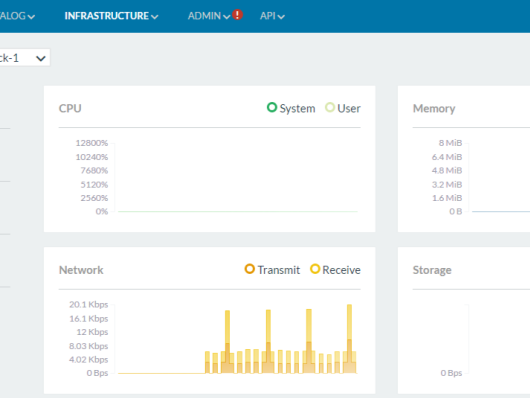 ALOG INFRASTRUCTURE ADMIN ! API
ck-1
CPU System User
12800%
10240%
7680%
5120%
2560%
0%
Memory
8 MiB
6.4 MiB
4.8 MiB
3.2 MiB
1.6 MiB
0 B
Network Transmit Receive
20.1 Kbps
16.1 Kbps
12 Kbps
8.03 Kbps
4.02 Kbps
0 Bps
Storage
0 Bps